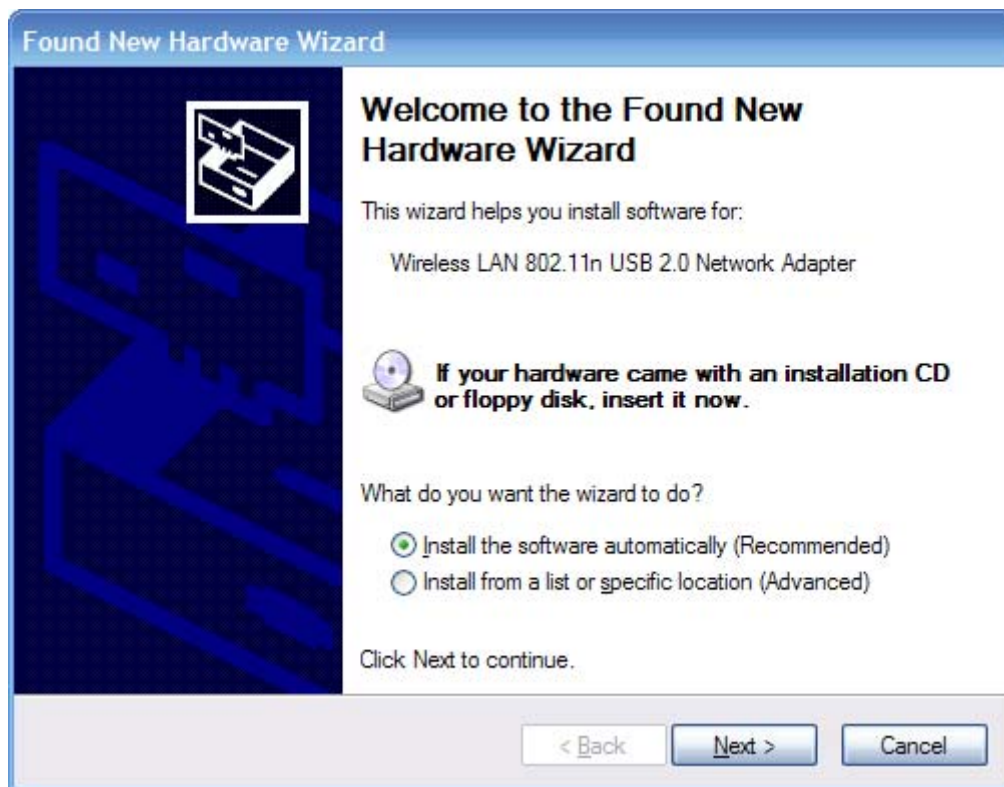 Found New Hardware Wizard
Welcome to the Found New
Hardware Wizard
This wizard helps you install software for:
Wireless LAN 802.11n USB 2.0 Network Adapter
If your hardware came with an installation CD
or floppy disk, insert it now.
What do you want the wizard to do?
Install the software automatically (Recommended)
Install from a list or specific location (Advanced)
Click Next to continue.
< Back Next > Cancel